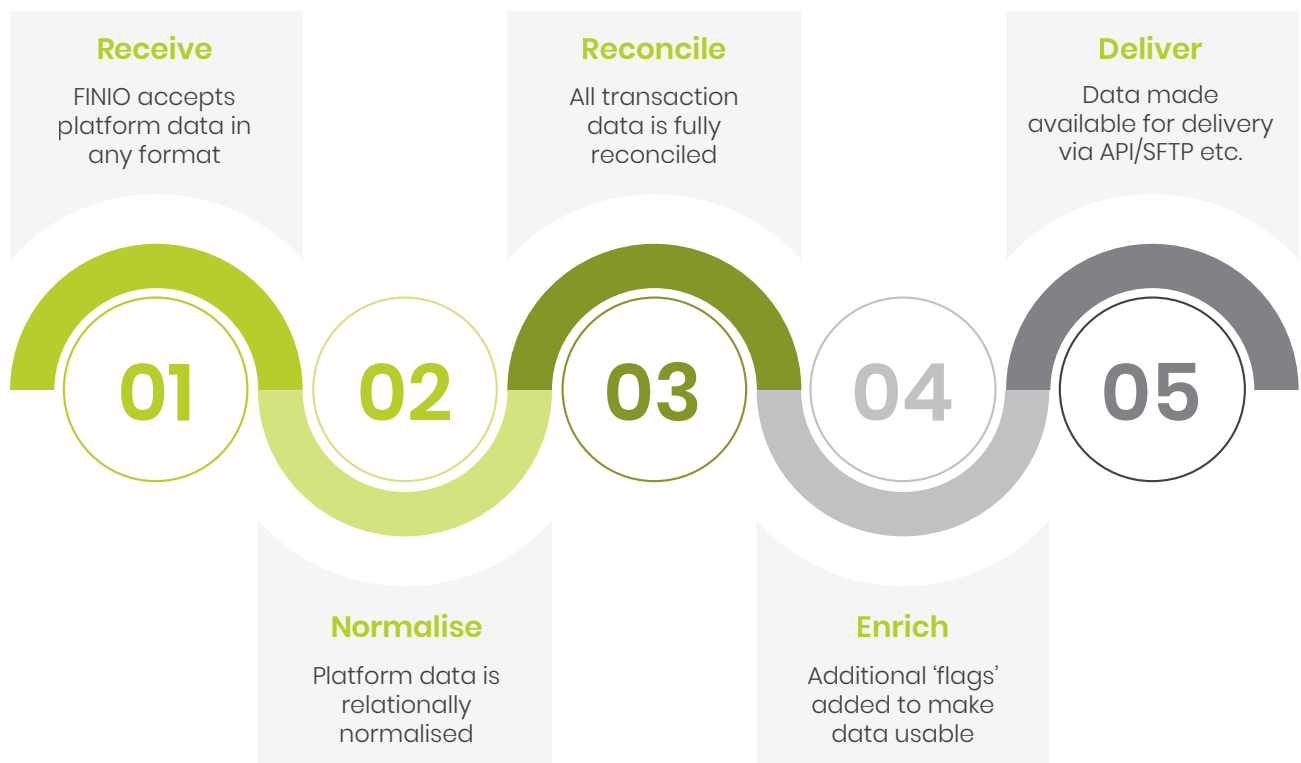 Receive
FINIO accepts
platform data in
any format
Reconcile
All transaction
data is fully
reconciled
Deliver
Data made
available for delivery
via API/SFTP etc.
01
02
03
04
05
Normalise
Platform data is
relationally
normalised
Enrich
Additional ‘flags’
added to make
data usable